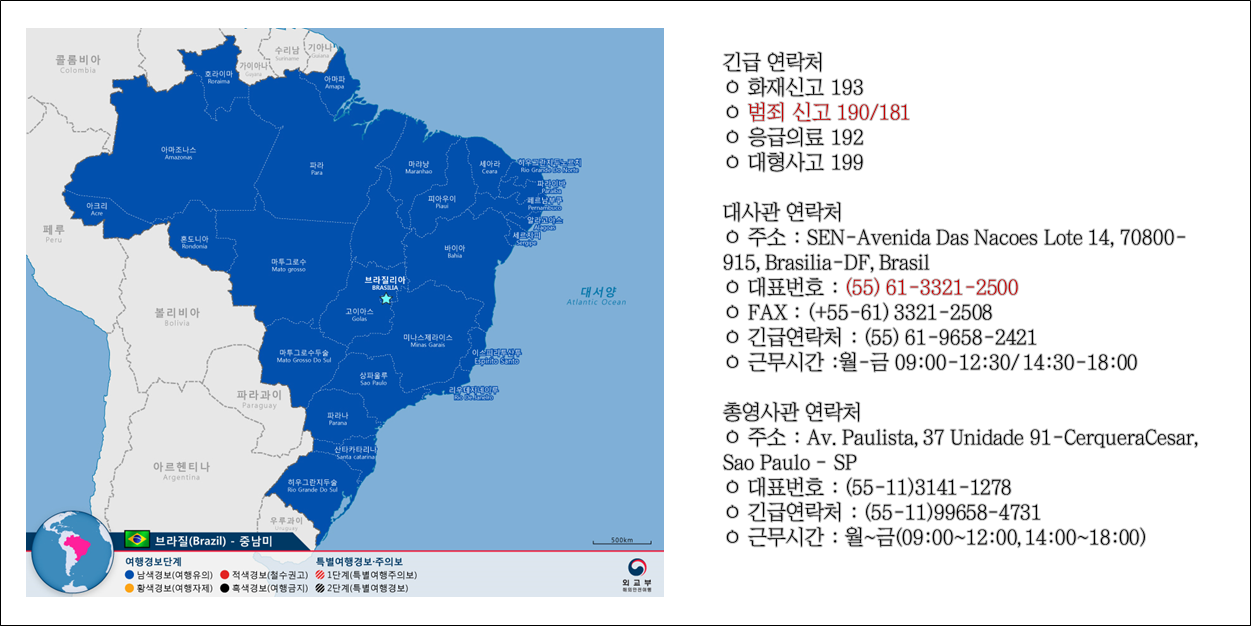 콜롬비아
Colombia
수리남
Suriname
기아나
Guiana
가이아나
Guyana
호라이마
Roraima
아마파
Amapa
아마조나스
Amazonas
파라
Para
마라냥
Maranhao
세아라
Ceara
히우그란지두노르치
Rio Grande Do Norte
파라이바
Paraiba
피아우이
Piaui
페르남부쿠
Pernambuco
알라고아스
Alagoas
세르지피
Sergipe
아크리
Acre
페루
Peru
혼도니아
Rondonia
바이아
Bahia
마투그로수
Mato grosso
브라질리아
BRASILIA
고이아스
Goias
대서양
Atlantic Ocean
볼리비아
Bolivia
미나스제라이스
Minas Garais
마투그로수두술
Mato Grosso Do Sul
이스피리투산투
Espirito Santo
상파울루
Sao Paulo
리우데자네이루
Rio De Janeiro
파라과이
Paraguay
파라나
Parana
산타카타리나
Santa catarina
아르헨티나
Argentina
히우그란지두술
Rio Grande Do Sul
우루과이
Uruguay
브라질(Brazil) - 중남미
500km
여행경보단계
남색경보(여행유의)
적색경보(철수권고)
황색경보(여행자제)
흑색경보(여행금지)
특별여행경보·주의보
1단계(특별여행주의보)
2단계(특별여행경보)
외교부
해외안전여행
긴급 연락처
ㅇ 화재신고 193
ㅇ 범죄 신고 190/181
ㅇ 응급의료 192
ㅇ 대형사고 199
대사관 연락처
ㅇ 주소 : SEN-Avenida Das Nacoes Lote 14, 70800-
915, Brasilia-DF, Brasil
ㅇ 대표번호 : (55) 61-3321-2500
ㅇ FAX : (+55-61) 3321-2508
ㅇ 긴급연락처 : (55) 61-9658-2421
ㅇ 근무시간 :월-금 09:00-12:30/ 14:30-18:00
총영사관 연락처
ㅇ 주소 : Av. Paulista, 37 Unidade 91-CerqueraCesar,
Sao Paulo - SP
ㅇ 대표번호 : (55-11)3141-1278
ㅇ 긴급연락처 : (55-11)99658-4731
ㅇ 근무시간 : 월~금(09:00~12:00, 14:00~18:00)